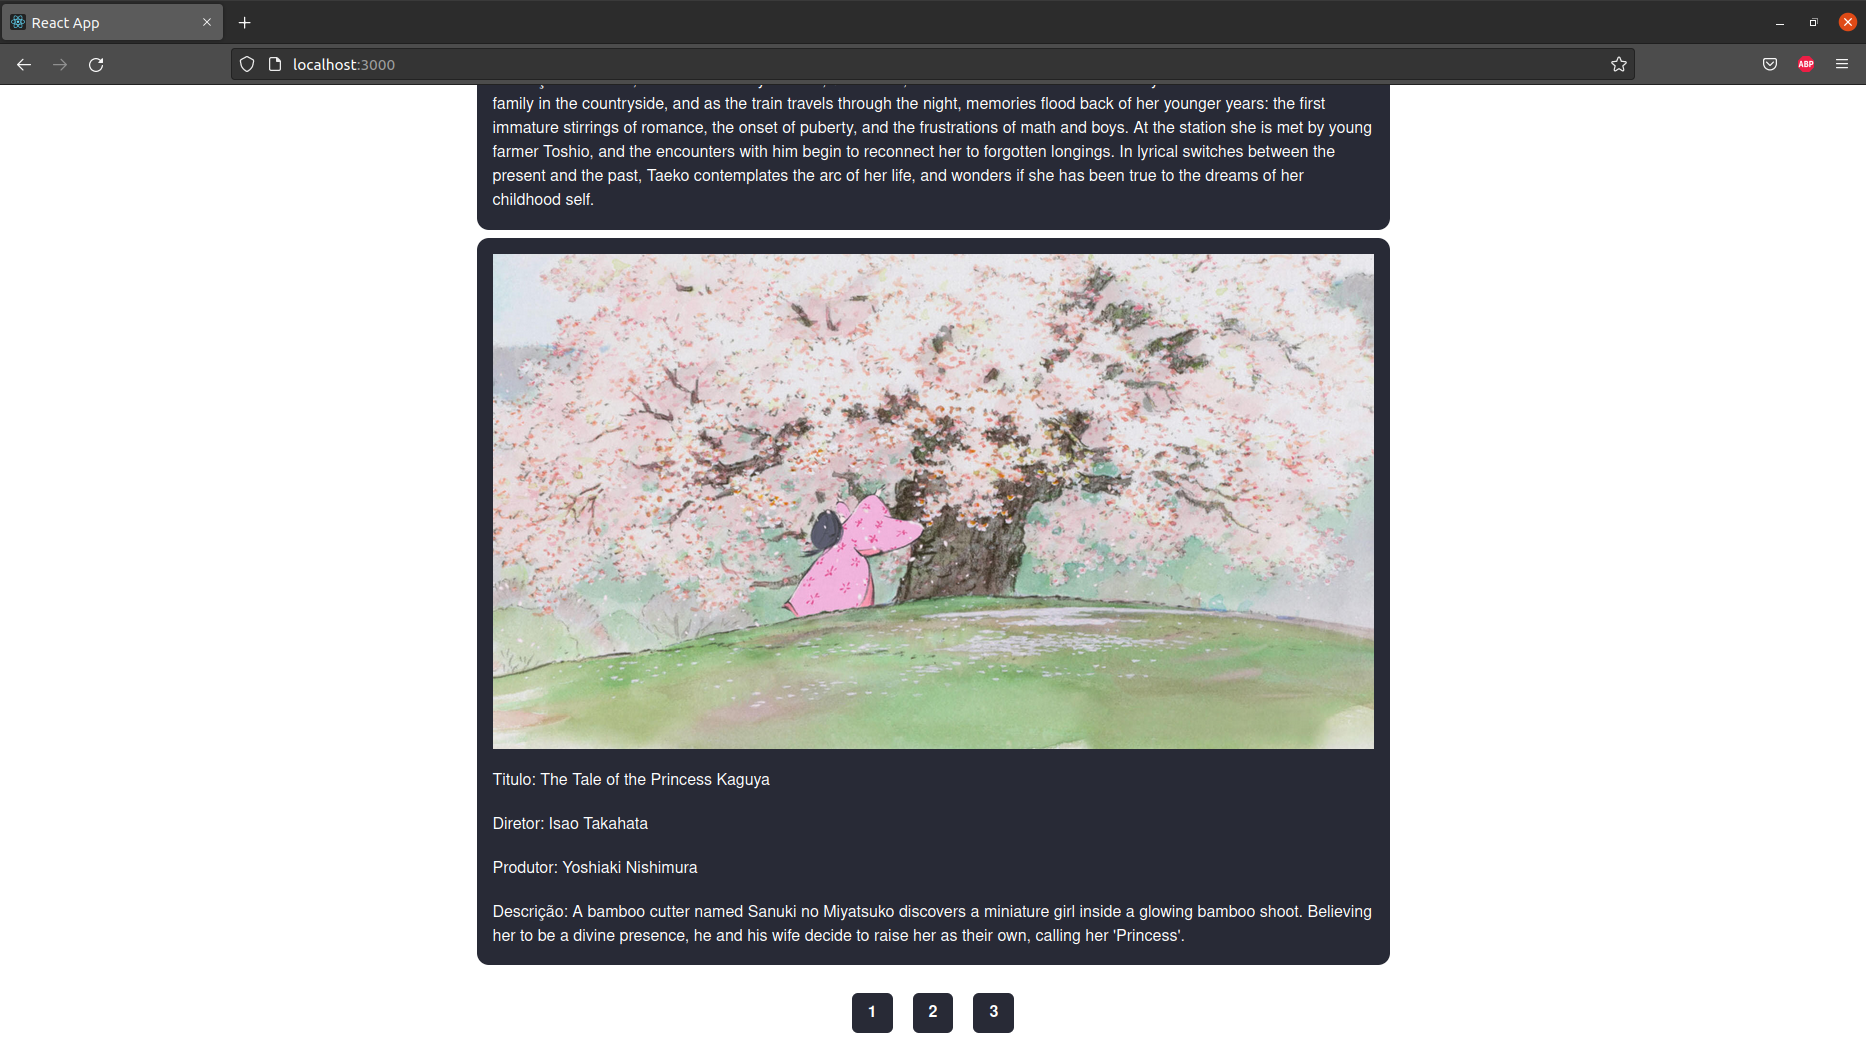 React App
localhost:3000
ABP
family in the countryside, and as the train travels through the night, memories flood back of her younger years: the first
immature stirrings of romance, the onset of puberty, and the frustrations of math and boys. At the station she is met by young
farmer Toshio, and the encounters with him begin to reconnect her to forgotten longings. In lyrical switches between the
present and the past, Taeko contemplates the arc of her life, and wonders if she has been true to the dreams of her
childhood self.
Titulo: The Tale of the Princess Kaguya
Diretor: Isao Takahata
Produtor: Yoshiaki Nishimura
Descrição: A bamboo cutter named Sanuki no Miyatsuko discovers a miniature girl inside a glowing bamboo shoot. Believing
her to be a divine presence, he and his wife decide to raise her as their own, calling her 'Princess'.
1 2 3